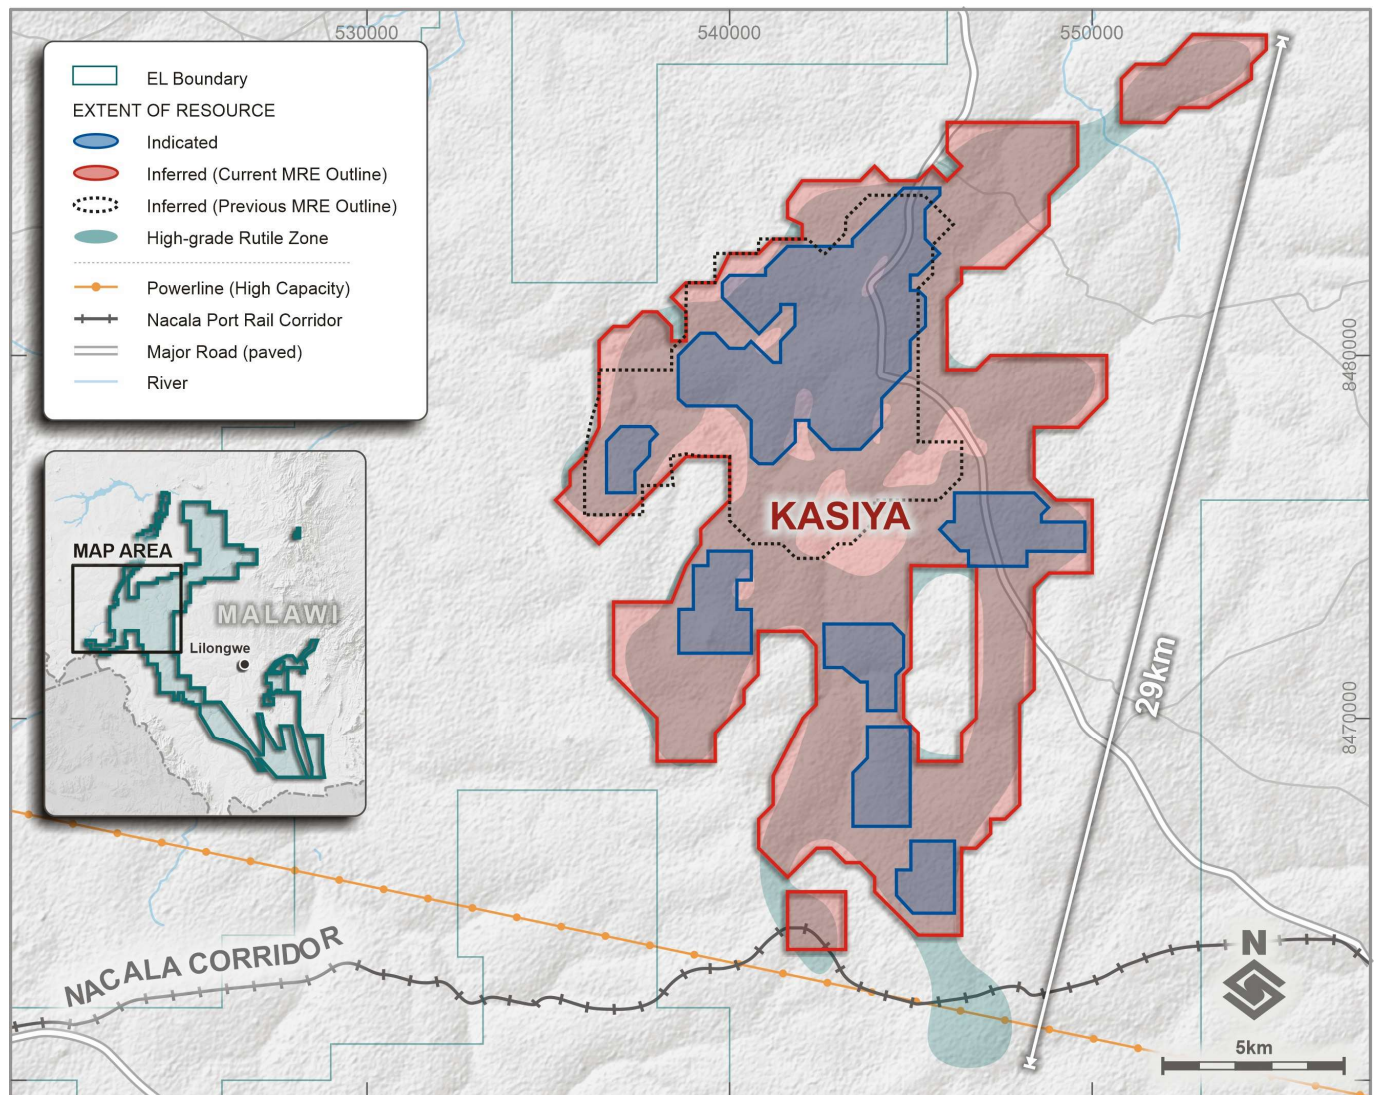 530000
540000
550000
EL Boundary
EXTENT OF RESOURCE
Indicated
Inferred (Current MRE Outline)
Inferred (Previous MRE Outline)
High-grade Rutile Zone
Powerline (High Capacity)
Nacala Port Rail Corridor
Major Road (paved)
River
8480000
MAP AREA
MALAWI
Lilongwe
KASIYA
29km
8470000
NACALA CORRIDOR
N
5km